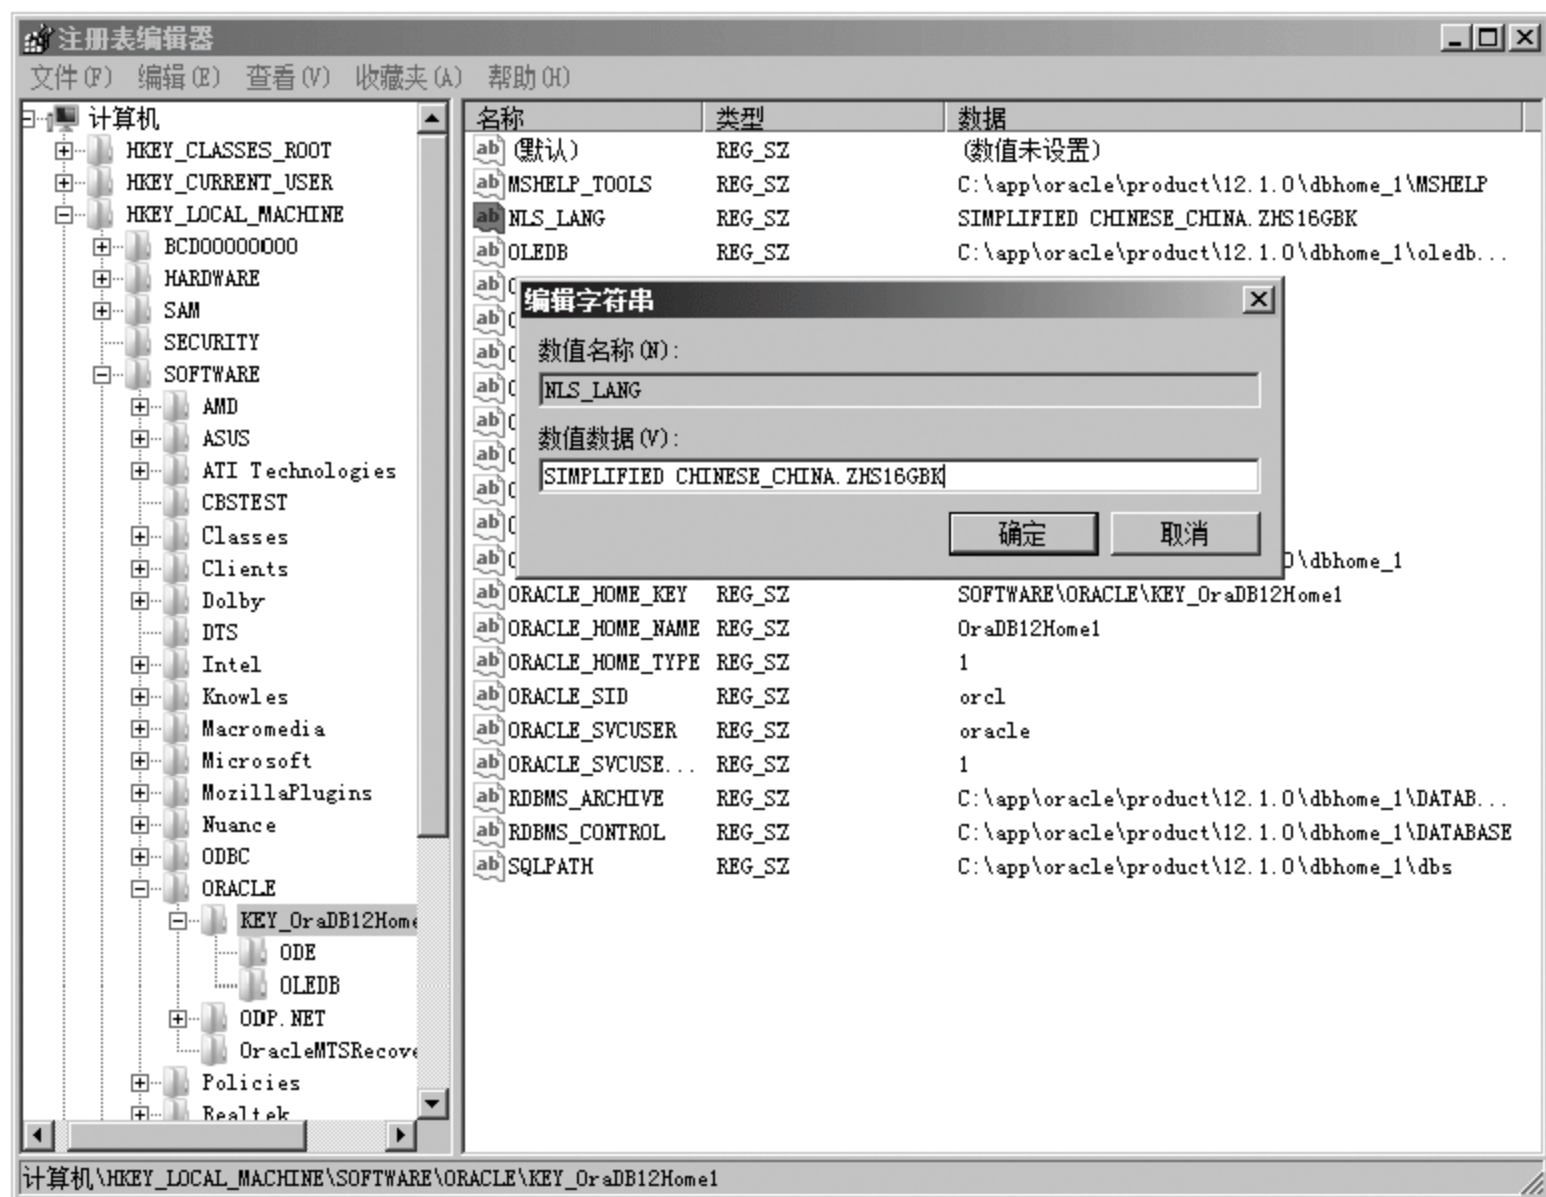 注册表编辑器
文件(F) 编辑(E) 查看(V) 收藏夹(A) 帮助(H)
计算机
HKEY_CLASSES_ROOT
HKEY_CURRENT_USER
HKEY_LOCAL_MACHINE
BCD00000000
HARDWARE
SAM
SECURITY
SOFTWARE
AMD
ASUS
ATI Technologies
CBSTEST
Classes
Clients
Dolby
DTS
Intel
Knowles
Macromedia
Microsoft
MozillaPlugins
Nuance
ODBC
ORACLE
KEY_OraDB12Home
ODE
OLEDB
ODP.NET
OracleMTSRecove
Policies
Realtek
名称 类型 数据
(默认) REG_SZ (数值未设置)
MSHELP_TOOLS REG_SZ C:\app\oracle\product\12.1.0\dbhome_1\MSHELP
NLS_LANG REG_SZ SIMPLIFIED CHINESE_CHINA.ZHS16GBK
OLEDB REG_SZ C:\app\oracle\product\12.1.0\dbhome_1\oledb...
编辑字符串
数值名称(N):
NLS_LANG
数值数据(V):
SIMPLIFIED CHINESE_CHINA.ZHS16GBK
确定 取消
0\dbhome_1
ORACLE_HOME_KEY REG_SZ SOFTWARE\ORACLE\KEY_OraDB12Home1
ORACLE_HOME_NAME REG_SZ OraDB12Home1
ORACLE_HOME_TYPE REG_SZ 1
ORACLE_SID REG_SZ orcl
ORACLE_SVCUSER REG_SZ oracle
ORACLE_SVCUSE... REG_SZ 1
RDBMS_ARCHIVE REG_SZ C:\app\oracle\product\12.1.0\dbhome_1\DATAB...
RDBMS_CONTROL REG_SZ C:\app\oracle\product\12.1.0\dbhome_1\DATABASE
SQLPATH REG_SZ C:\app\oracle\product\12.1.0\dbhome_1\dbs
计算机\HKEY_LOCAL_MACHINE\SOFTWARE\ORACLE\KEY_OraDB12Home1